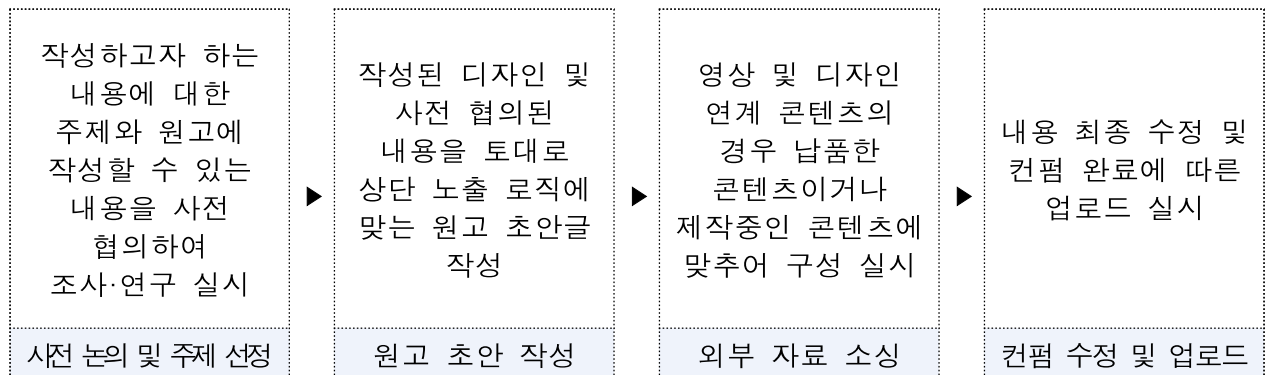 작성하고자 하는
내용에 대한
주제와 원고에
작성할 수 있는
내용을 사전
협의하여
조사·연구 실시
사전 논의 및 주제 선정
▶
작성된 디자인 및
사전 협의된
내용을 토대로
상단 노출 로직에
맞는 원고 초안글
작성
원고 초안 작성
▶
영상 및 디자인
연계 콘텐츠의
경우 납품한
콘텐츠이거나
제작중인 콘텐츠에
맞추어 구성 실시
외부 자료 소싱
▶
내용 최종 수정 및
컨펌 완료에 따른
업로드 실시
컨펌 수정 및 업로드